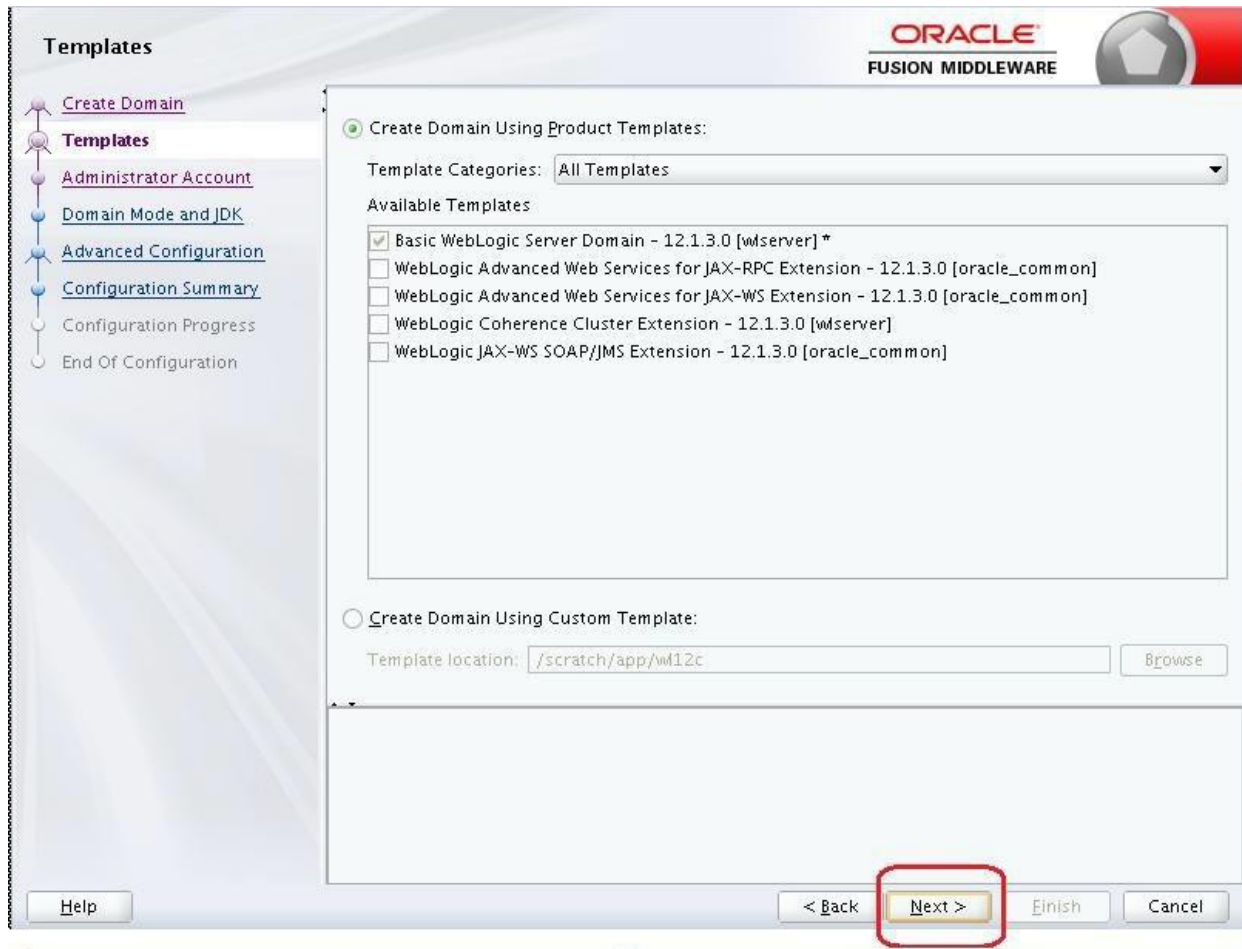 Templates
ORACLE
FUSION MIDDLEWARE
Create Domain
Templates
Administrator Account
Domain Mode and JDK
Advanced Configuration
Configuration Summary
Configuration Progress
End Of Configuration
Create Domain Using Product Templates:
Template Categories: All Templates
Available Templates
Basic WebLogic Server Domain - 12.1.3.0 [wlserver] *
WebLogic Advanced Web Services for JAX-RPC Extension - 12.1.3.0 [oracle_common]
WebLogic Advanced Web Services for JAX-WS Extension - 12.1.3.0 [oracle_common]
WebLogic Coherence Cluster Extension - 12.1.3.0 [wlserver]
WebLogic JAX-WS SOAP/JMS Extension - 12.1.3.0 [oracle_common]
Create Domain Using Custom Template:
Template location: /scratch/app/wl12c Browse
Help < Back Next > Finish Cancel